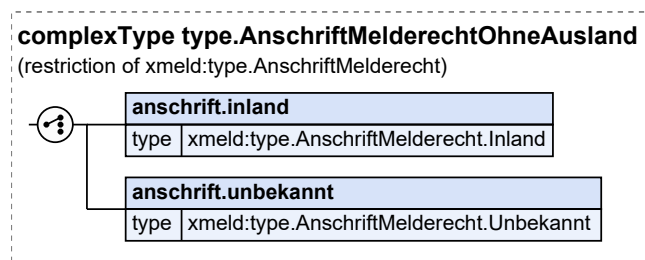 complexType type.AnschriftMelderechtOhneAusland
(restriction of xmeld:type.AnschriftMelderecht)
anschrift.inland
type xmeld:type.AnschriftMelderecht.Inland
anschrift.unbekannt
type xmeld:type.AnschriftMelderecht.Unbekannt